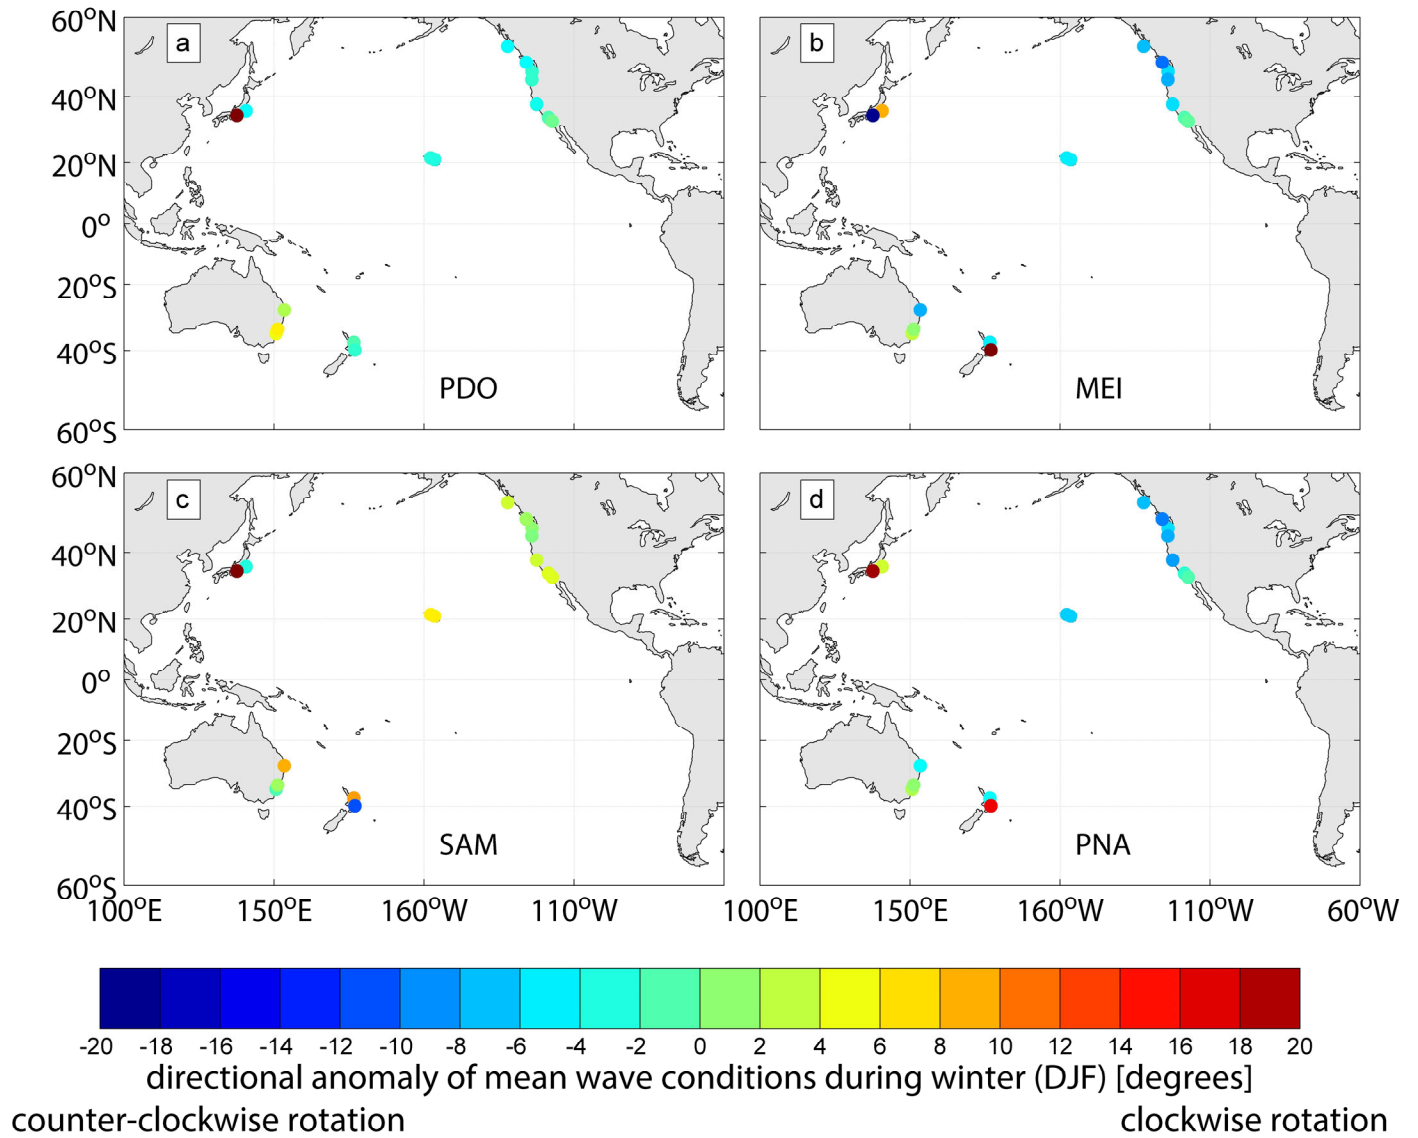 60°N
a
b
40°N
20°N
0°
20°S
40°S
PDO
MEI
60°S
60°N
c
d
40°N
20°N
0°
20°S
40°S
SAM
PNA
60°S
100°E 150°E 160°W 110°W 100°E 150°E 160°W 110°W 60°W
-20 -18 -16 -14 -12 -10 -8 -6 -4 -2 0 2 4 6 8 10 12 14 16 18 20
directional anomaly of mean wave conditions during winter (DJF) [degrees]
counter-clockwise rotation clockwise rotation